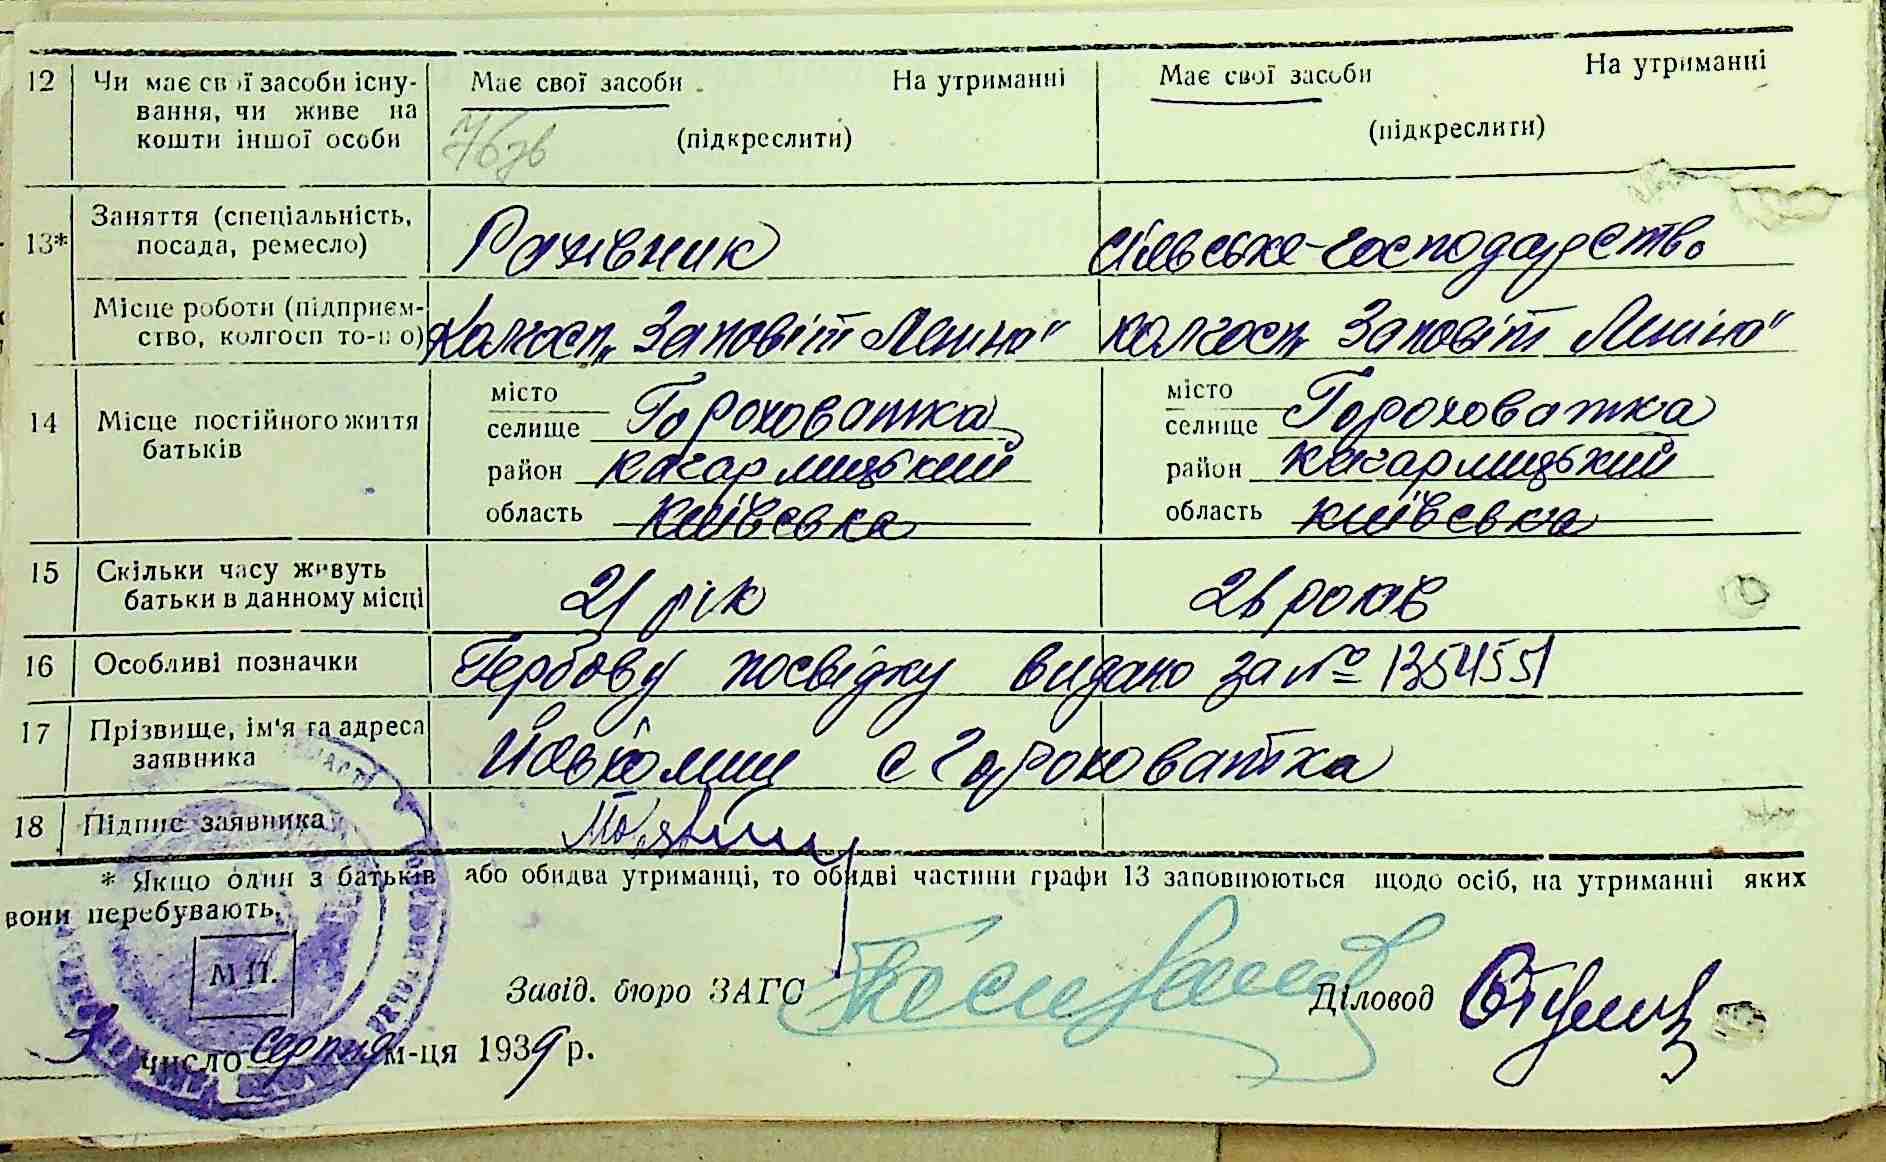 12 Чи має свої засоби існу- Має свої засоби На утриманні Має свої засоби На утриманні
вання, чи живе на
кошти іншої особи (підкреслити) (підкреслити)
Заняття (спеціальність,
13* посада, ремесло) сільське-господарство
Місце роботи (підприєм-
ство, колгосп то-що) Колгосп „Заповіт Леніна" колгосп „Заповіт Леніна"
місто Гороховатка місто Гороховатка
14 Місце постійного життя селище селище
батьків район кагарлицький район кагарлицький
область київська область київська
15 Скільки часу живуть
батьки в данному місці 21 рік років
16 Особливі позначки Гербову посвідку видано за № 1354551
17 Прізвище, ім'я та адреса
заявника с Гороховатка
18 Підпис заявника
* Якщо один з батьків або обидва утриманці, то обидві частини графи 13 заповнюються щодо осіб, на утриманні яких
вони перебувають.
М П.
Завід. бюро ЗАГС Діловод
число серпня м-ця 1939 р.